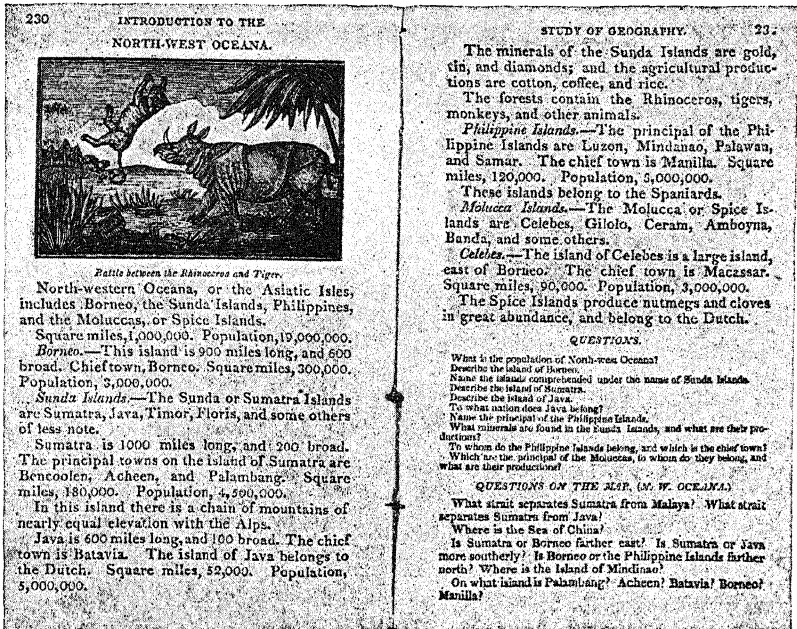 230 INTRODUCTION TO THE
NORTH-WEST OCEANA.
Battle between the Rhinoceros and Tiger.
North-western Oceana, or the Asiatic Isles,
includes Borneo, the Sunda Islands, Philippines,
and the Moluccas, or Spice Islands.
Square miles, 1,000,000. Population, 19,000,000.
Borneo.—This island is 900 miles long, and 600
broad. Chief town, Borneo. Square miles, 300,000.
Population, 3,000,000.
Sunda Islands.—The Sunda or Sumatra Islands
are Sumatra, Java, Timor, Floris, and some others
of less note.
Sumatra is 1000 miles long, and 200 broad.
The principal towns on the island of Sumatra are
Bencoolen, Acheen, and Palambang. Square
miles, 180,000. Population, 4,500,000.
In this island there is a chain of mountains of
nearly equal elevation with the Alps.
Java is 600 miles long, and 100 broad. The chief
town is Batavia. The island of Java belongs to
the Dutch. Square miles, 52,000. Population,
5,000,000.
STUDY OF GEOGRAPHY. 23
The minerals of the Sunda Islands are gold,
tin, and diamonds; and the agricultural produc-
tions are cotton, coffee, and rice.
The forests contain the Rhinoceros, tigers,
monkeys, and other animals.
Philippine Islands.—The principal of the Phi-
lippine Islands are Luzon, Mindanao, Palawan,
and Samar. The chief town is Manilla. Square
miles, 120,000. Population, 3,000,000.
These islands belong to the Spaniards.
Molucca Islands.—The Molucca or Spice Is-
lands are Celebes, Gilolo, Ceram, Amboyna,
Banda, and some others.
Celebes.—The island of Celebes is a large island,
east of Borneo. The chief town is Macassar.
Square miles, 90,000. Population, 3,000,000.
The Spice Islands produce nutmegs and cloves
in great abundance, and belong to the Dutch.
QUESTIONS.
What is the population of North-west Oceana?
Describe the island of Borneo.
Name the islands comprehended under the name of Sunda Islands.
Describe the island of Sumatra.
Describe the island of Java.
To what nation does Java belong?
Name the principal of the Philippine Islands.
What minerals are found in the Sunda Islands, and what are their pro-
ductions?
To whom do the Philippine Islands belong, and which is the chief town?
Which are the principal of the Moluccas, to whom do they belong, and
what are their productions?
QUESTIONS ON THE MAP. (N. W. OCEANA.)
What strait separates Sumatra from Malaya? What strait
separates Sumatra from Java?
Where is the Sea of China?
Is Sumatra or Borneo farther east? Is Sumatra or Java
more southerly? Is Borneo or the Philippine Islands farther
north? Where is the Island of Mindinao?
On what island is Palambang? Acheen? Batavia? Borneo?
Manilla?